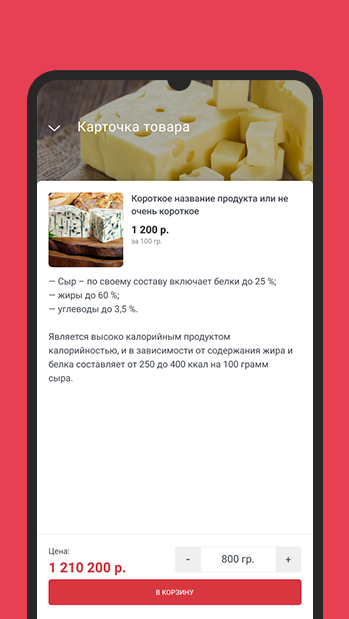 Карточка товара
Короткое название продукта или не
очень короткое
1 200 р.
за 100 гр.
— Сыр – по своему составу включает белки до 25 %;
— жиры до 60 %;
— углеводы до 3,5 %.
Является высоко калорийным продуктом
калорийностью, и в зависимости от содержания жира и
белка составляет от 250 до 400 ккал на 100 грамм
сыра.
Цена:
1 210 200 р.
- 800 гр. +
В КОРЗИНУ